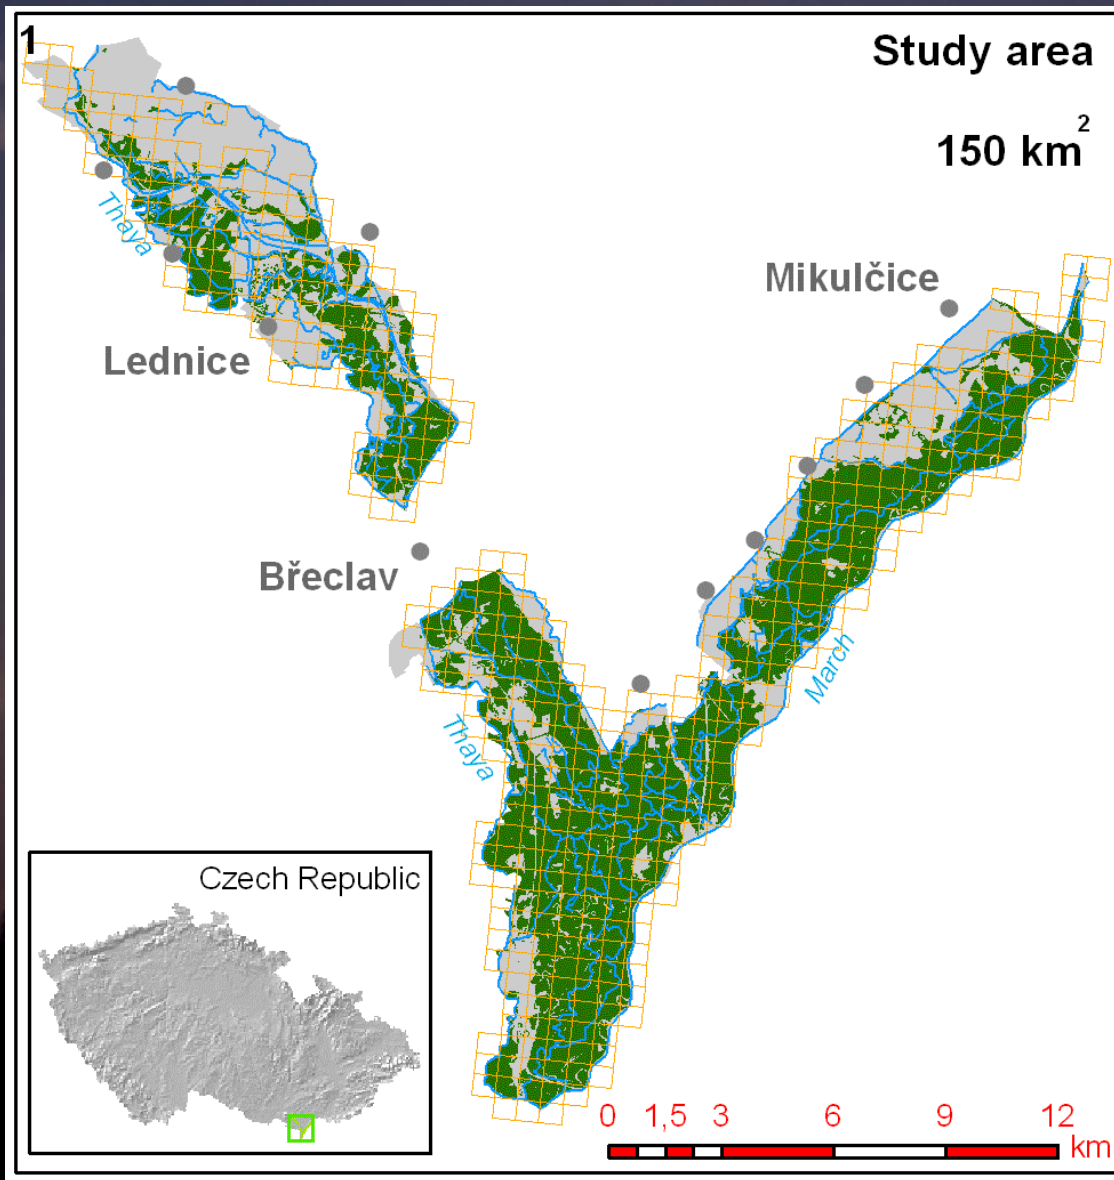 1
Study area
150 km2
Thaya
Mikulčice
Lednice
Břeclav
March
Thaya
Czech Republic
0 1,5 3 6 9 12
km